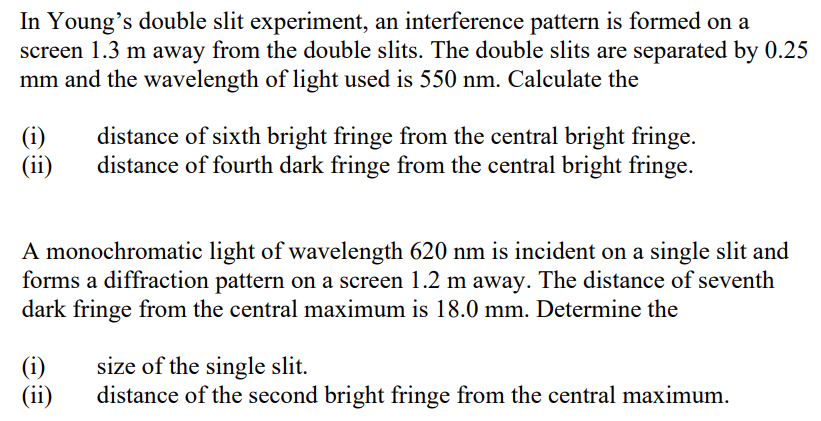 In Young’s double slit experiment, an interference pattern is formed on a
screen 1.3 m away from the double slits. The double slits are separated by 0.25
mm and the wavelength of light used is 550 nm. Calculate the
(i) distance of sixth bright fringe from the central bright fringe.
(ii) distance of fourth dark fringe from the central bright fringe.
A monochromatic light of wavelength 620 nm is incident on a single slit and
forms a diffraction pattern on a screen 1.2 m away. The distance of seventh
dark fringe from the central maximum is 18.0 mm. Determine the
(i) size of the single slit.
(ii) distance of the second bright fringe from the central maximum.